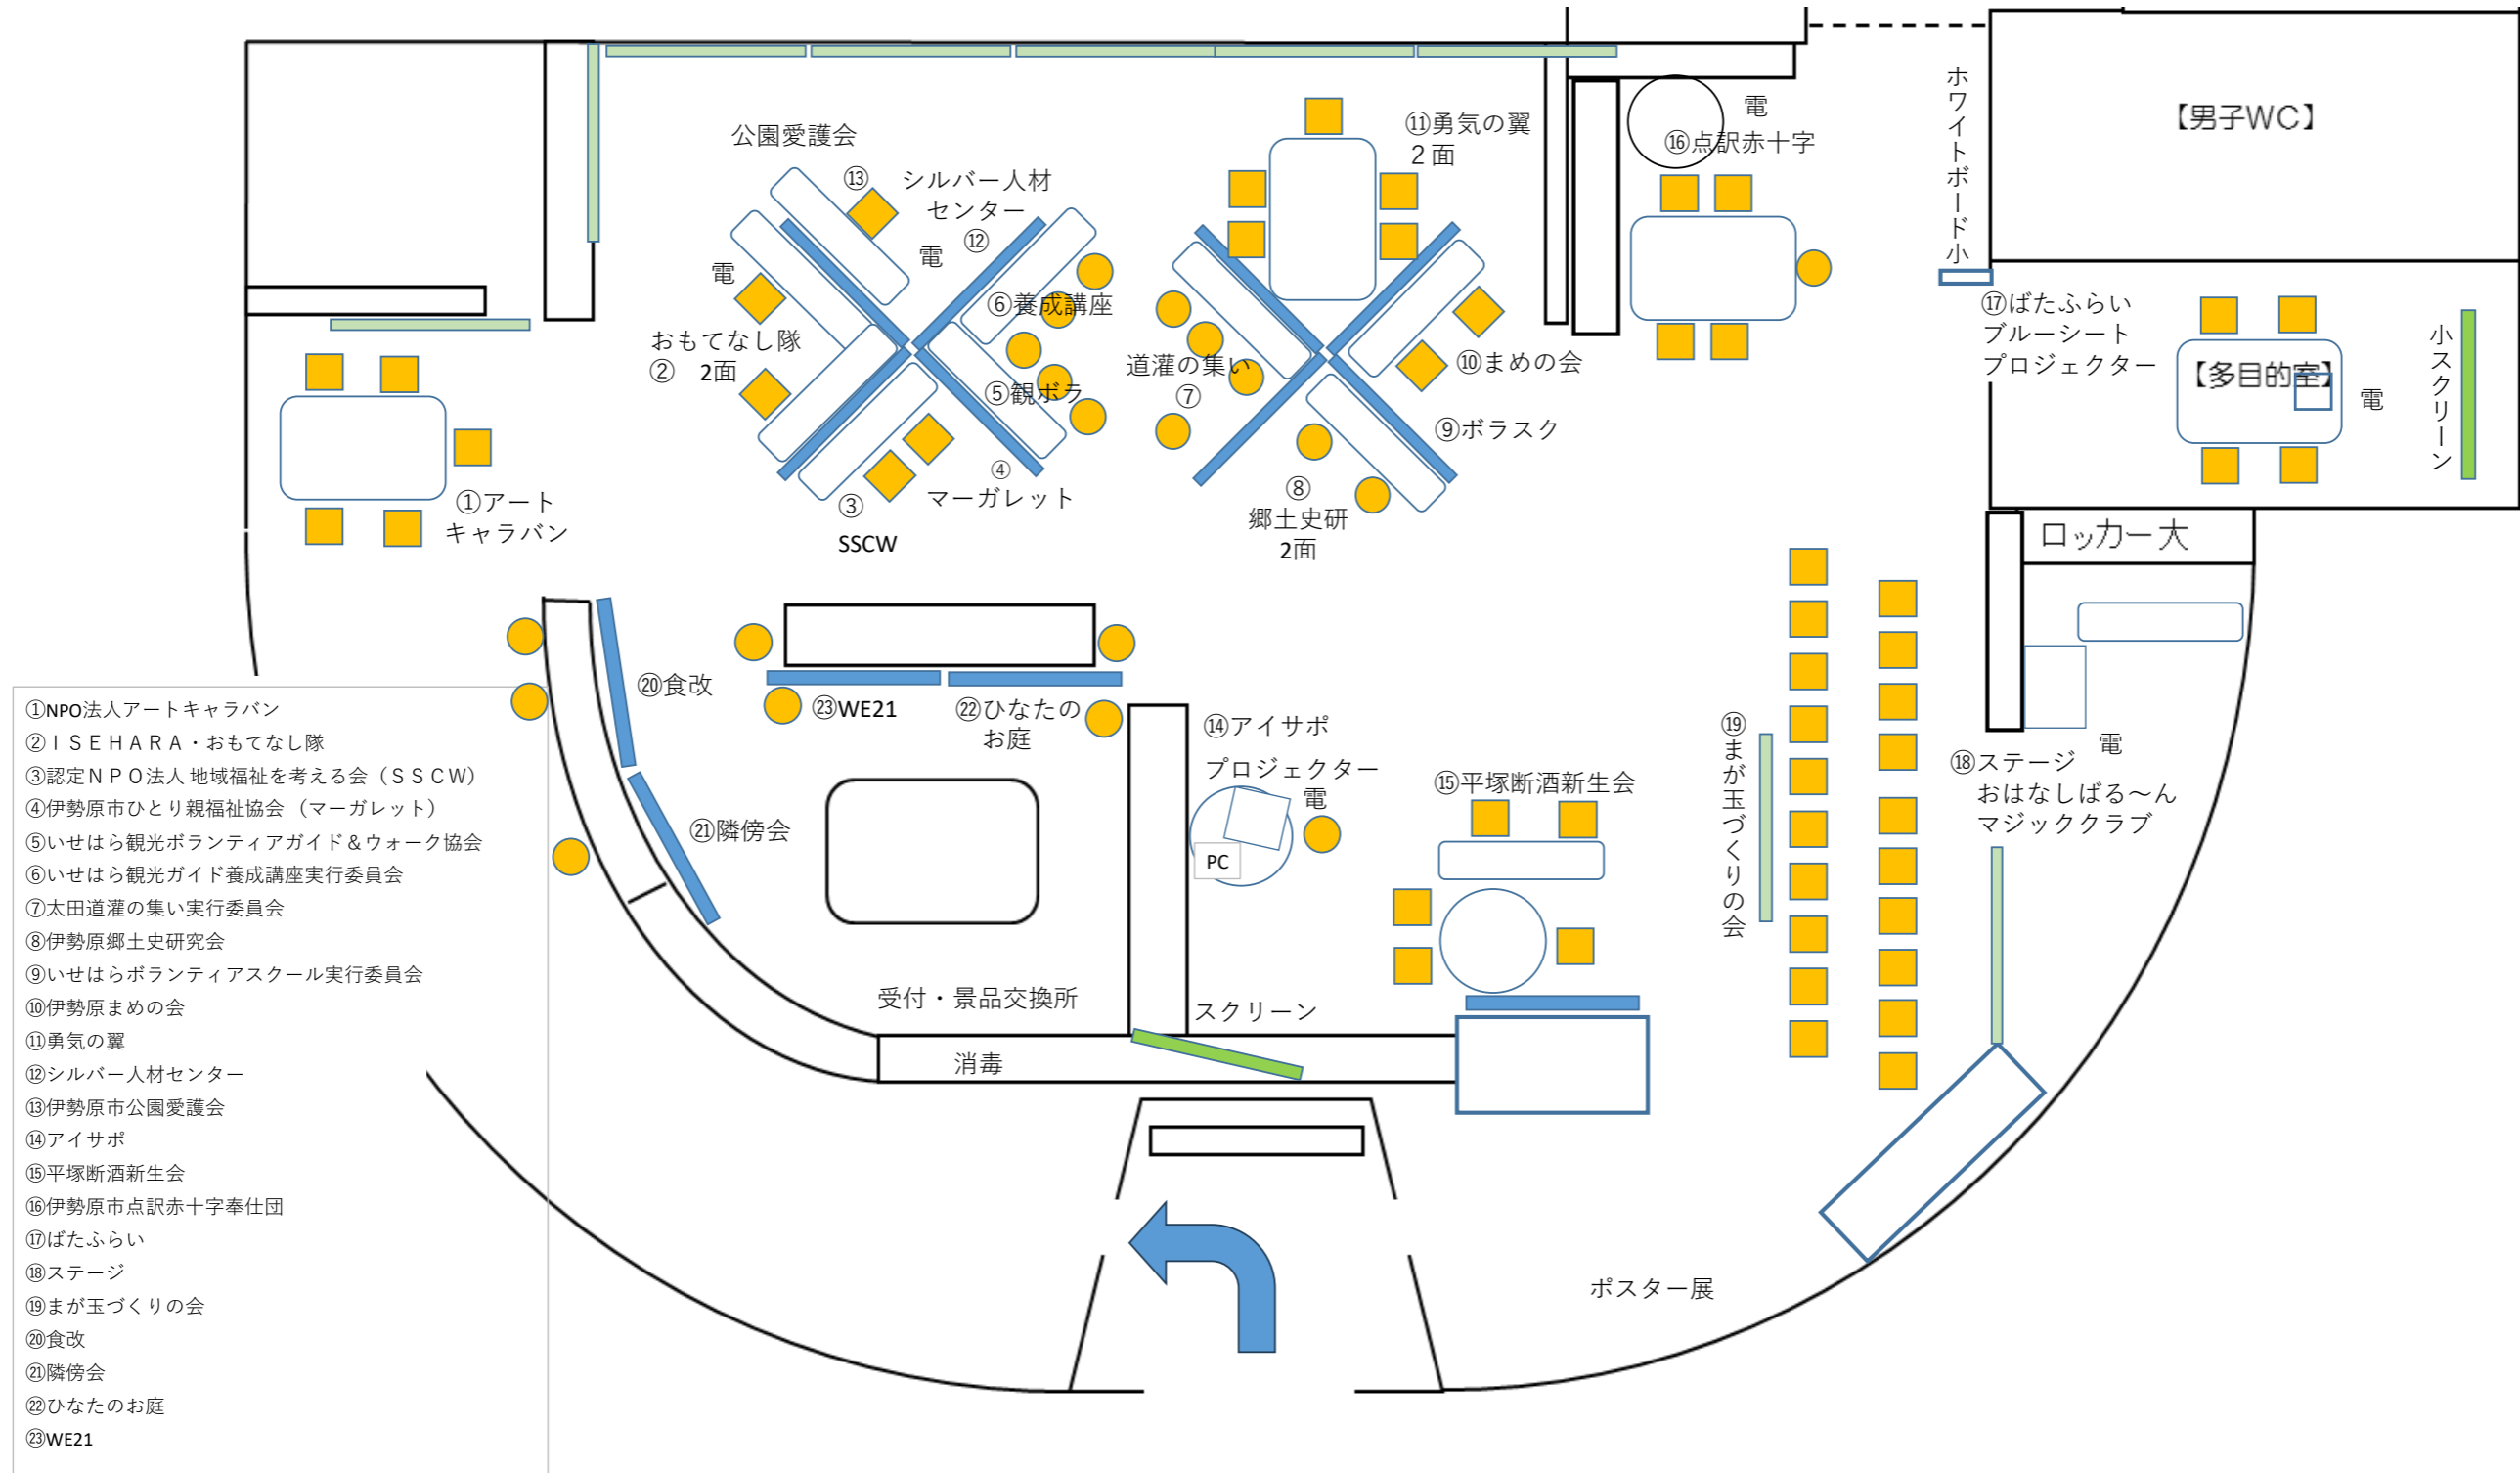 公園愛護会
⑬
シルバー人材
センター
⑫
電
電
おもてなし隊
②　2面
⑥養成講座
⑤観ボラ
④
マーガレット
③
SSCW
①アート
キャラバン
⑪勇気の翼
２面
道灌の集い
⑦
⑩まめの会
⑨ボラスク
⑧
郷土史研
2面
電
⑯点訳赤十字
ホワイトボード小
【男子WC】
⑰ばたふらい
ブルーシート
プロジェクター
【多目的室】
電
小スクリーン
ロッカー大
⑳食改
㉑隣傍会
㉓WE21
㉒ひなたの
お庭
⑭アイサポ
プロジェクター
電
PC
⑮平塚断酒新生会
⑲まが玉づくりの会
電
⑱ステージ
おはなしぱる～ん
マジッククラブ
受付・景品交換所
スクリーン
消毒
ポスター展
①NPO法人アートキャラバン
②ＩＳＥＨＡＲＡ・おもてなし隊
③認定ＮＰＯ法人 地域福祉を考える会（ＳＳＣＷ）
④伊勢原市ひとり親福祉協会 （マーガレット）
⑤いせはら観光ボランティアガイド＆ウォーク協会
⑥いせはら観光ガイド養成講座実行委員会
⑦太田道灌の集い実行委員会
⑧伊勢原郷土史研究会
⑨いせはらボランティアスクール実行委員会
⑩伊勢原まめの会
⑪勇気の翼
⑫シルバー人材センター
⑬伊勢原市公園愛護会
⑭アイサポ
⑮平塚断酒新生会
⑯伊勢原市点訳赤十字奉仕団
⑰ばたふらい
⑱ステージ
⑲まが玉づくりの会
⑳食改
㉑隣傍会
㉒ひなたのお庭
㉓WE21